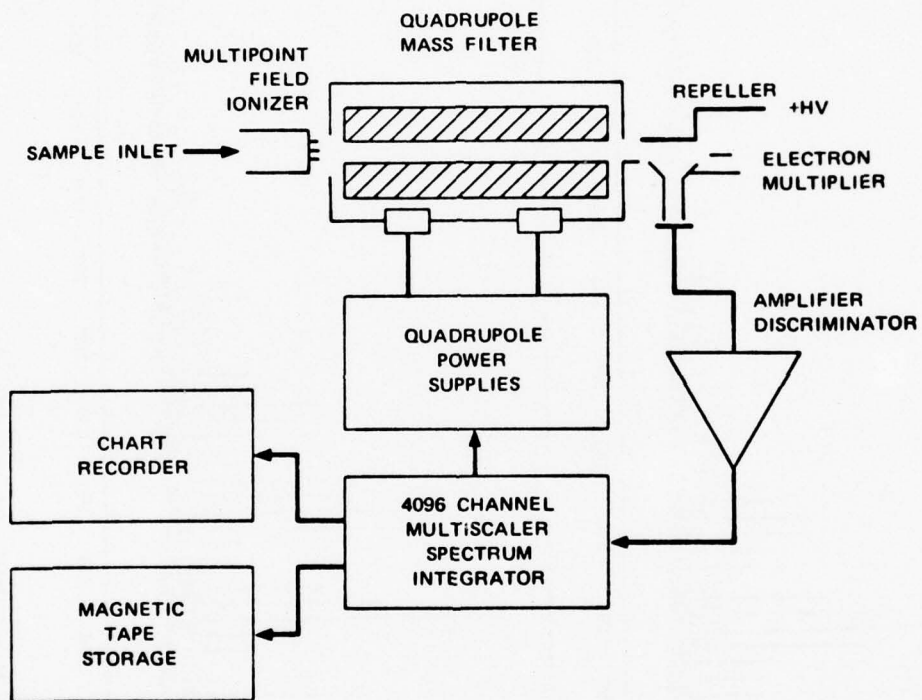 QUADRUPOLE
MASS FILTER
MULTIPOINT
FIELD
IONIZER
REPELLER
+HV
SAMPLE INLET
ELECTRON
MULTIPLIER
AMPLIFIER
DISCRIMINATOR
QUADRUPOLE
POWER
SUPPLIES
CHART
RECORDER
4096 CHANNEL
MULTISCALER
SPECTRUM
INTEGRATOR
MAGNETIC
TAPE
STORAGE